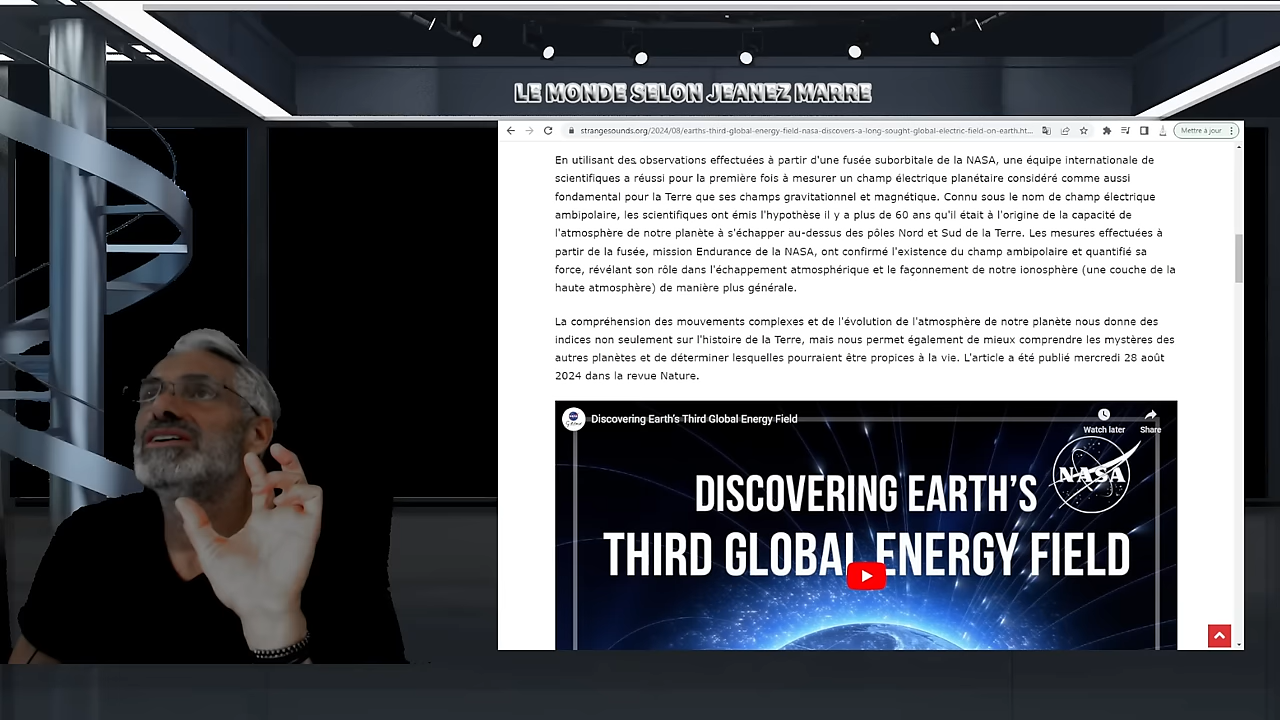 LE MONDE SELON JEANEZ MARRE
strangesounds.org/2024/08/earths-third-global-energy-field-nasa-discovers-a-long-sought-global-electric-field-on-earth.ht...
Mettre à jour
En utilisant des observations effectuées à partir d'une fusée suborbitale de la NASA, une équipe internationale de
scientifiques a réussi pour la première fois à mesurer un champ électrique planétaire considéré comme aussi
fondamental pour la Terre que ses champs gravitationnel et magnétique. Connu sous le nom de champ électrique
ambipolaire, les scientifiques ont émis l'hypothèse il y a plus de 60 ans qu'il était à l'origine de la capacité de
l'atmosphère de notre planète à s'échapper au-dessus des pôles Nord et Sud de la Terre. Les mesures effectuées à
partir de la fusée, mission Endurance de la NASA, ont confirmé l'existence du champ ambipolaire et quantifié sa
force, révélant son rôle dans l'échappement atmosphérique et le façonnement de notre ionosphère (une couche de la
haute atmosphère) de manière plus générale.
La compréhension des mouvements complexes et de l'évolution de l'atmosphère de notre planète nous donne des
indices non seulement sur l'histoire de la Terre, mais nous permet également de mieux comprendre les mystères des
autres planètes et de déterminer lesquelles pourraient être propices à la vie. L'article a été publié mercredi 28 août
2024 dans la revue Nature.
Discovering Earth's Third Global Energy Field
Watch later
Share
NASA
DISCOVERING EARTH'S
THIRD GLOBAL ENERGY FIELD